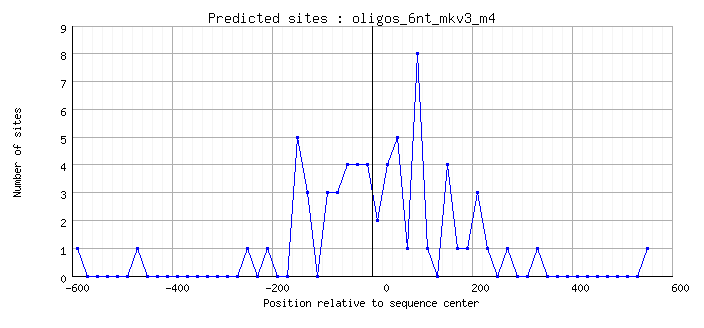 Predicted sites : oligos_6nt_mkv3_m4
9
8
7
6
5
4
3
2
1
0
Number of sites
-600 -400 -200 0 200 400 600
Position relative to sequence center